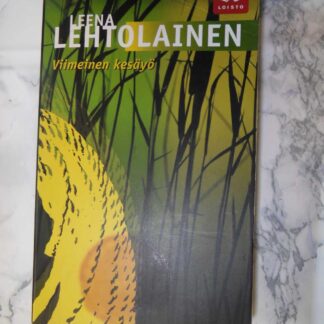 LOISTO
LEENA
LEHTOLAINEN
Viimeinen kesäyö